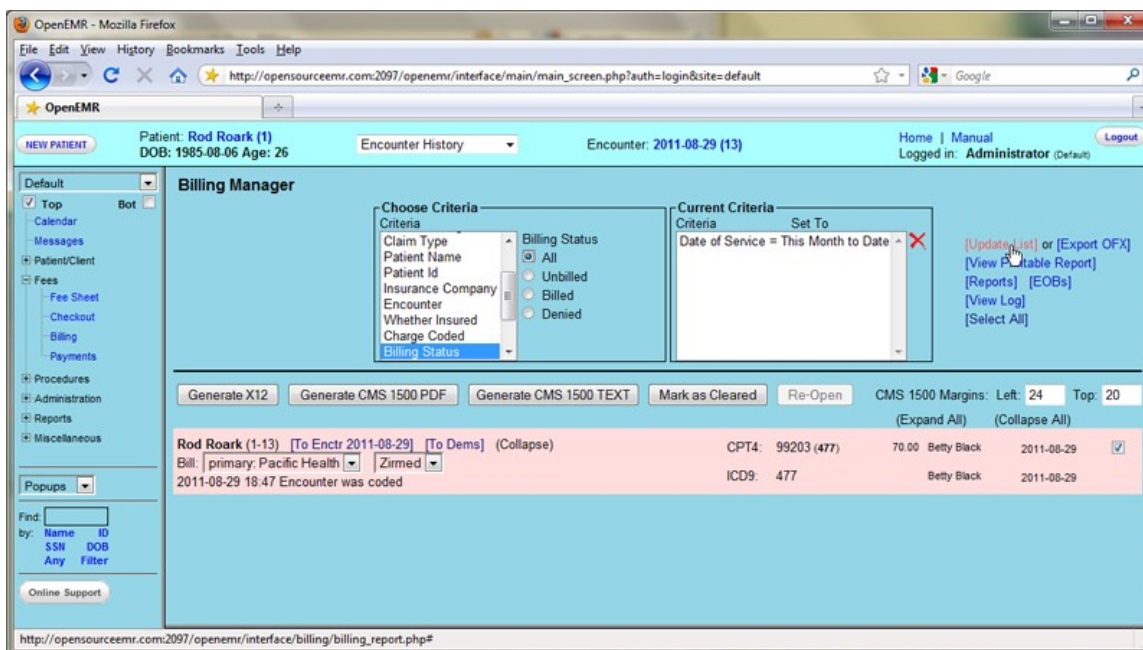 OpenEMR - Mozilla Firefox
File Edit View History Bookmarks Tools Help
http://opensourceemr.com:2097/openemr/interface/main/main_screen.php?auth=login&site=default
Google
OpenEMR
NEW PATIENT
Patient: Rod Roark (1)
DOB: 1985-08-06 Age: 26
Encounter History
Encounter: 2011-08-29 (13)
Home | Manual
Logged in: Administrator (Default)
Logout
Default
Top Bot
Calendar
Messages
Patient/Client
Fees
Fee Sheet
Checkout
Billing
Payments
Procedures
Administration
Reports
Miscellaneous
Popups
Find:
by: Name ID
SSN DOB
Any Filter
Online Support
Billing Manager
Choose Criteria
Criteria
Claim Type
Patient Name
Patient Id
Insurance Company
Encounter
Whether Insured
Charge Coded
Billing Status
Billing Status
All
Unbilled
Billed
Denied
Current Criteria
Criteria Set To
Date of Service = This Month to Date
[Update List] or [Export OFX]
[View Printable Report]
[Reports] [EOBs]
[View Log]
[Select All]
Generate X12 Generate CMS 1500 PDF Generate CMS 1500 TEXT Mark as Cleared Re-Open CMS 1500 Margins: Left: 24 Top: 20
(Expand All) (Collapse All)
Rod Roark (1-13) [To Enctr 2011-08-29] [To Dems] (Collapse) CPT4: 99203 (477) 70.00 Betty Black 2011-08-29
Bill: primary: Pacific Health Zirmed
ICD9: 477 Betty Black 2011-08-29
2011-08-29 18:47 Encounter was coded
http://opensourceemr.com:2097/openemr/interface/billing/billing_report.php#